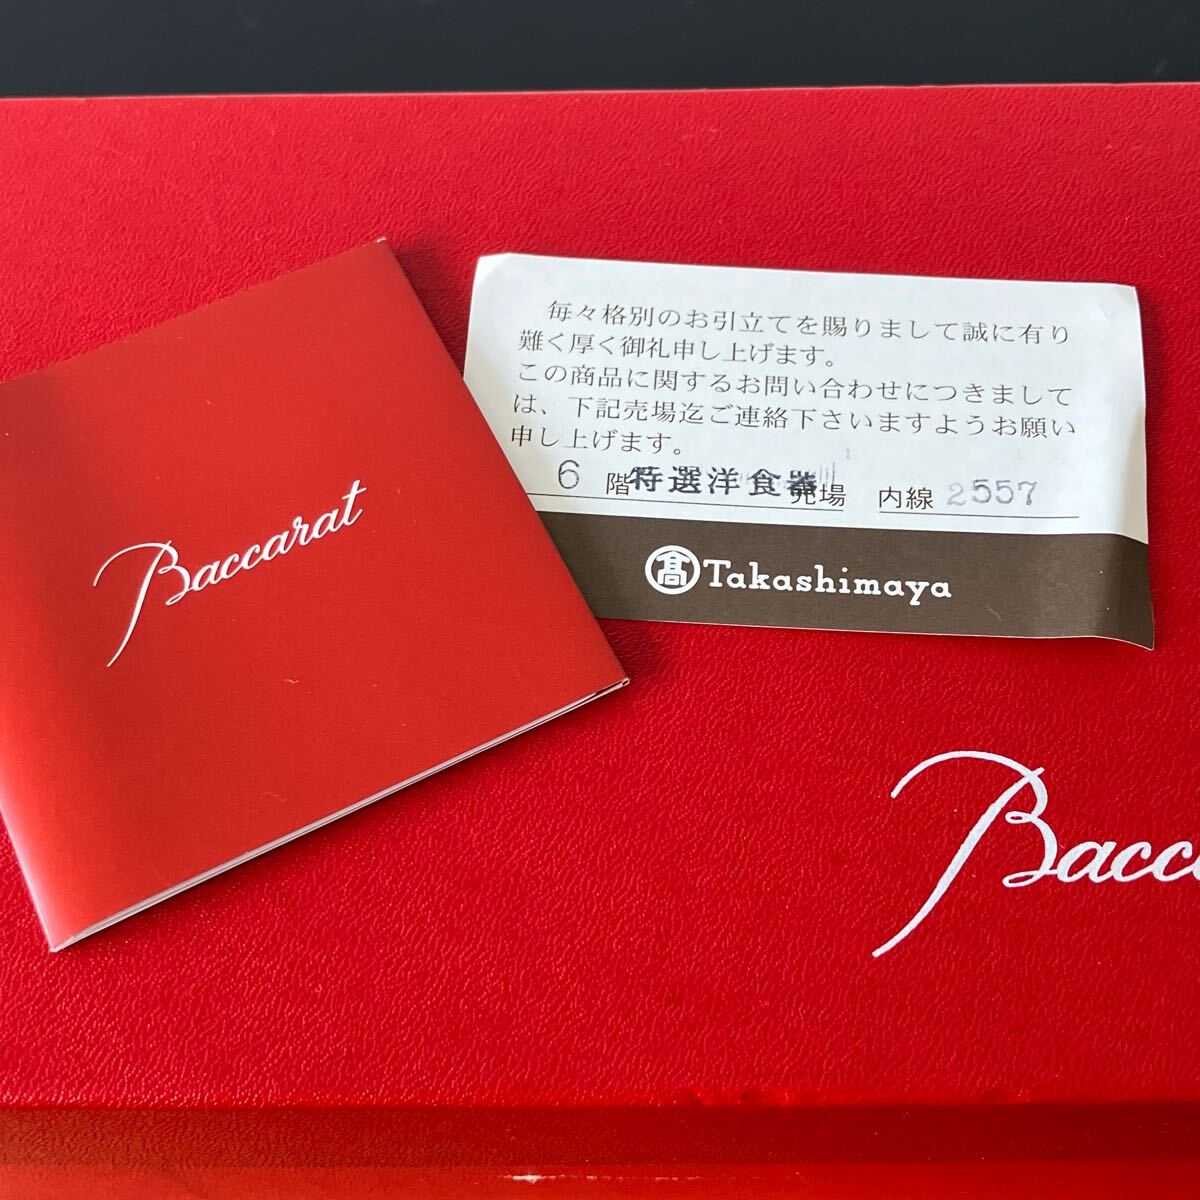 Baccarat
毎々格別のお引立てを賜りまして誠に有り
難く厚く御礼申し上げます。
この商品に関するお問い合わせにつきまして
は、下記売場迄ご連絡下さいますようお願い
申し上げます。
6 階 特選洋食器 売場 内線 2557
髙 Takashimaya
Bacc